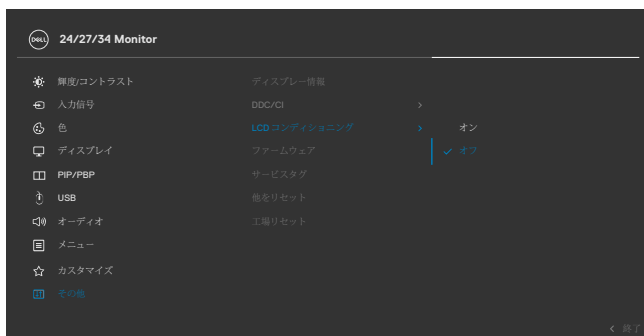 DELL
24/27/34 Monitor
輝度/コントラスト
ディスプレー情報
入力信号
DDC/CI
色
LCD コンディショニング
オン
ディスプレイ
ファームウェア
オフ
PIP/PBP
サービスタグ
USB
他をリセット
オーディオ
工場リセット
メニュー
カスタマイズ
その他
終了